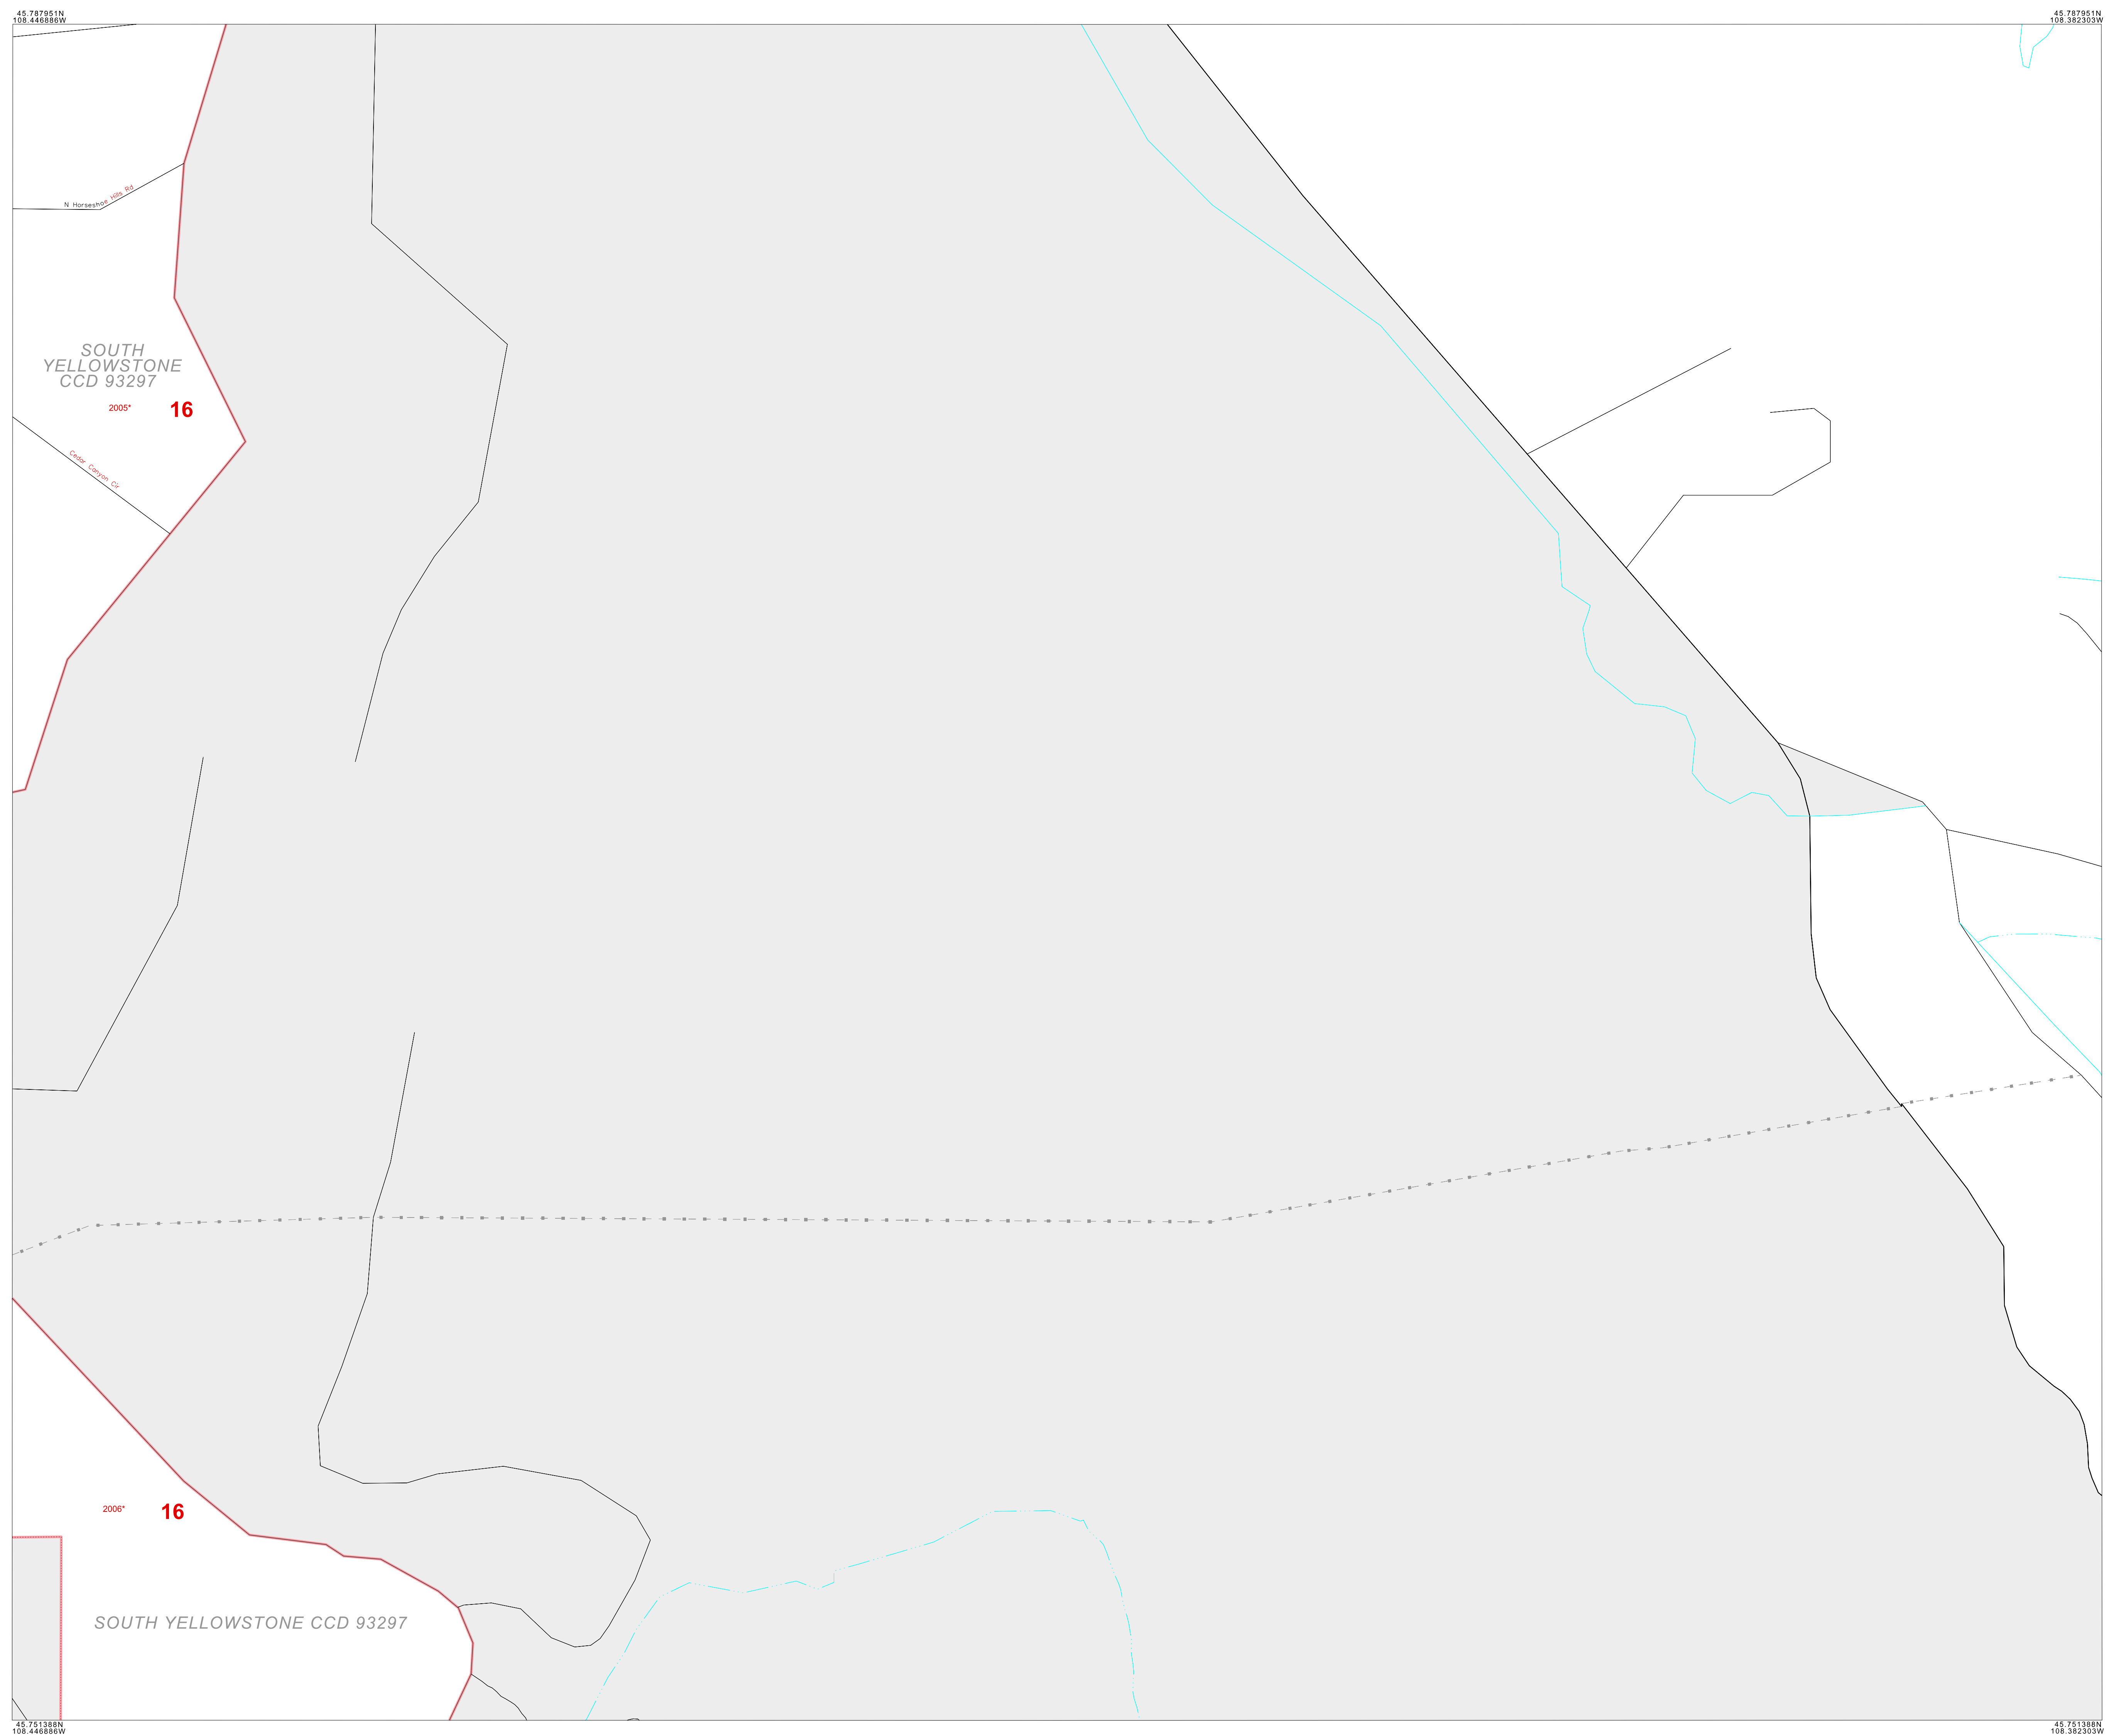 45.787951N
108.446886W
45.787951N
108.382303W
N Horseshoe Hills Rd
SOUTH
YELLOWSTONE
CCD 93297
2005* 16
Cedar Canyon Cir
2006* 16
SOUTH YELLOWSTONE CCD 93297
45.751388N
108.446886W
45.751388N
108.382303W